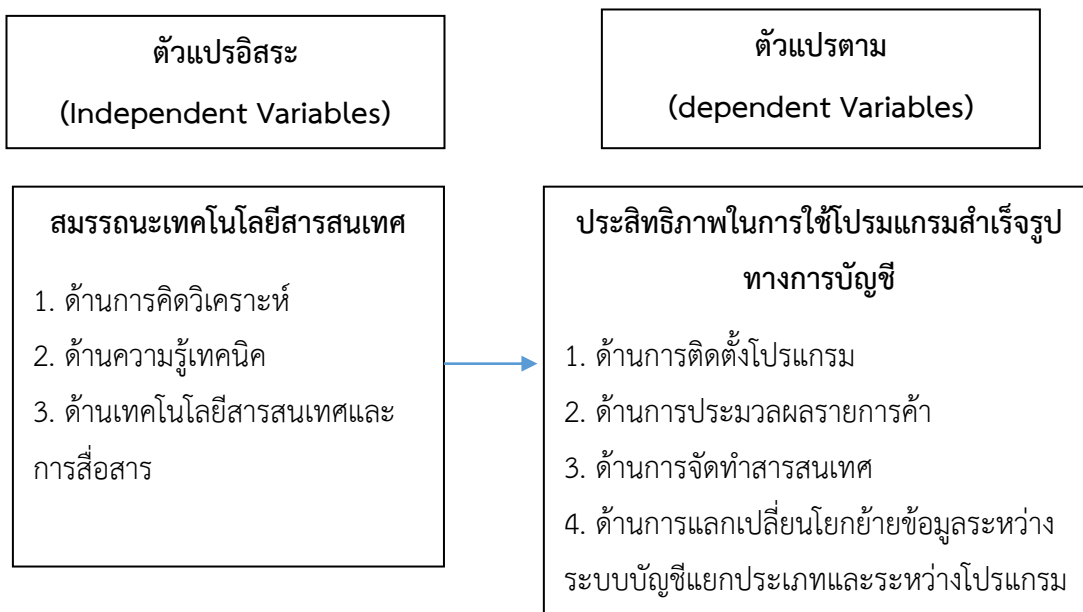 ตัวแปรอิสระ
(Independent Variables)
ตัวแปรตาม
(dependent Variables)
สมรรถนะเทคโนโลยีสารสนเทศ
1. ด้านการคิดวิเคราะห์
2. ด้านความรู้เทคนิค
3. ด้านเทคโนโลยีสารสนเทศและ
การสื่อสาร
ประสิทธิภาพในการใช้โปรมแกรมสำเร็จรูป
ทางการบัญชี
1. ด้านการติดตั้งโปรแกรม
2. ด้านการประมวลผลรายการค้า
3. ด้านการจัดทำสารสนเทศ
4. ด้านการแลกเปลี่ยนโยกย้ายข้อมูลระหว่าง
ระบบบัญชีแยกประเภทและระหว่างโปรแกรม